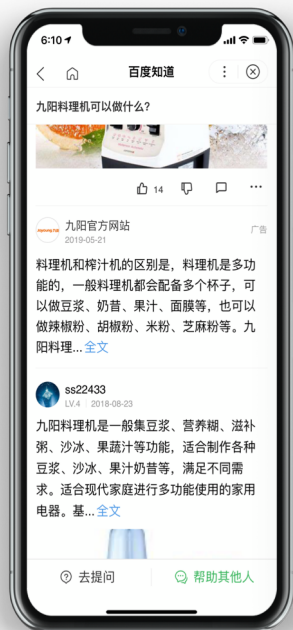 6:10
百度知道
九阳料理机可以做什么?
14
九阳官方网站
广告
2019-05-21
料理机和榨汁机的区别是，料理机是多功
能的，一般料理机都会配备多个杯子，可
以做豆浆、奶昔、果汁、面膜等，也可以
做辣椒粉、胡椒粉、米粉、芝麻粉等。九
阳料理... 全文
ss22433
LV.4 2018-08-23
九阳料理机是一般集豆浆、营养糊、滋补
粥、沙冰、果蔬汁等功能，适合制作各种
豆浆、沙冰、果汁奶昔等，满足不同需
求。适合现代家庭进行多功能使用的家用
电器。基... 全文
去提问
帮助其他人